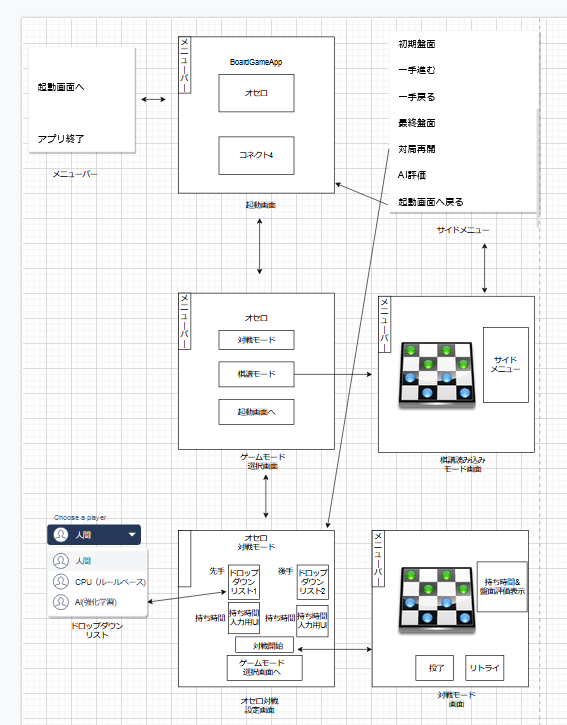 起動画面へ
アプリ終了
メニューバー
メニューバー
BoardGameApp
オセロ
コネクト4
起動画面
初期盤面
一手進む
一手戻る
最終盤面
対局再開
AI評価
起動画面へ戻る
サイドメニュー
メニューバー
オセロ
対戦モード
棋譜モード
起動画面へ
ゲームモード
選択画面
メニューバー
サイド
メニュー
棋譜読み込み
モード画面
Choose a player
人間
人間
CPU（ルールベース）
AI(強化学習)
ドロップダウン
リスト
オセロ
対戦モード
先手
ドロップ
ダウン
リスト1
後手
ドロップ
ダウン
リスト2
持ち時間
持ち時間
入力用UI
持ち時間
持ち時間
入力用UI
対戦開始
ゲームモード
選択画面へ
オセロ対戦
設定画面
メニューバー
持ち時間&
盤面評価表示
投了
リトライ
対戦モード
画面